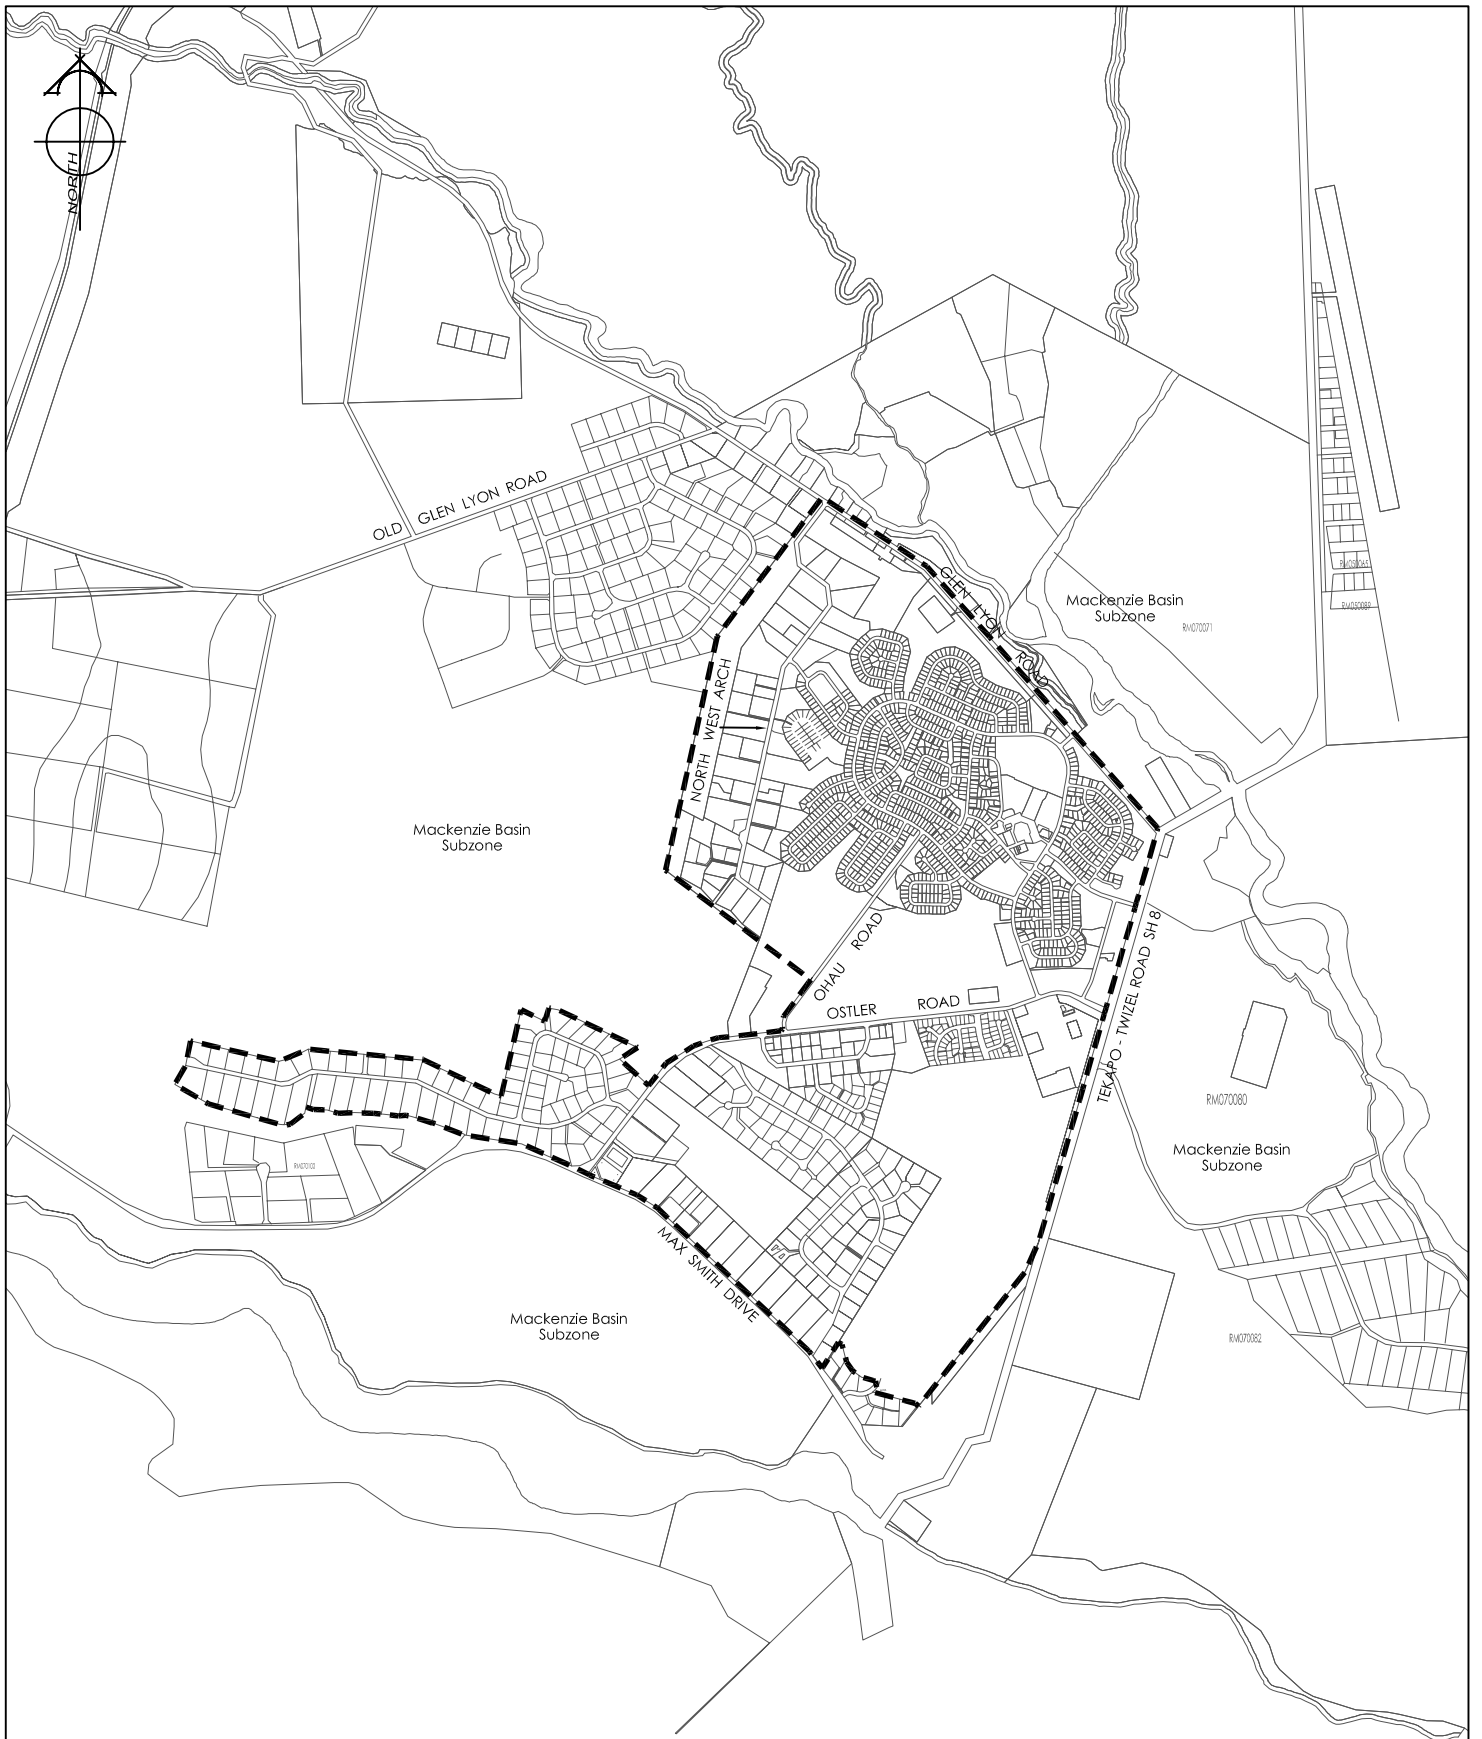 NORTH
OLD GLEN LYON ROAD
GLEN LYON ROAD
Mackenzie Basin
Subzone
RM070071
RM050089
NORTH WEST ARCH
Mackenzie Basin
Subzone
OHAU ROAD
OSTLER ROAD
TEKAPO - TWIZEL ROAD SH 8
RM070080
Mackenzie Basin
Subzone
MAX SMITH DRIVE
Mackenzie Basin
Subzone
RM070082